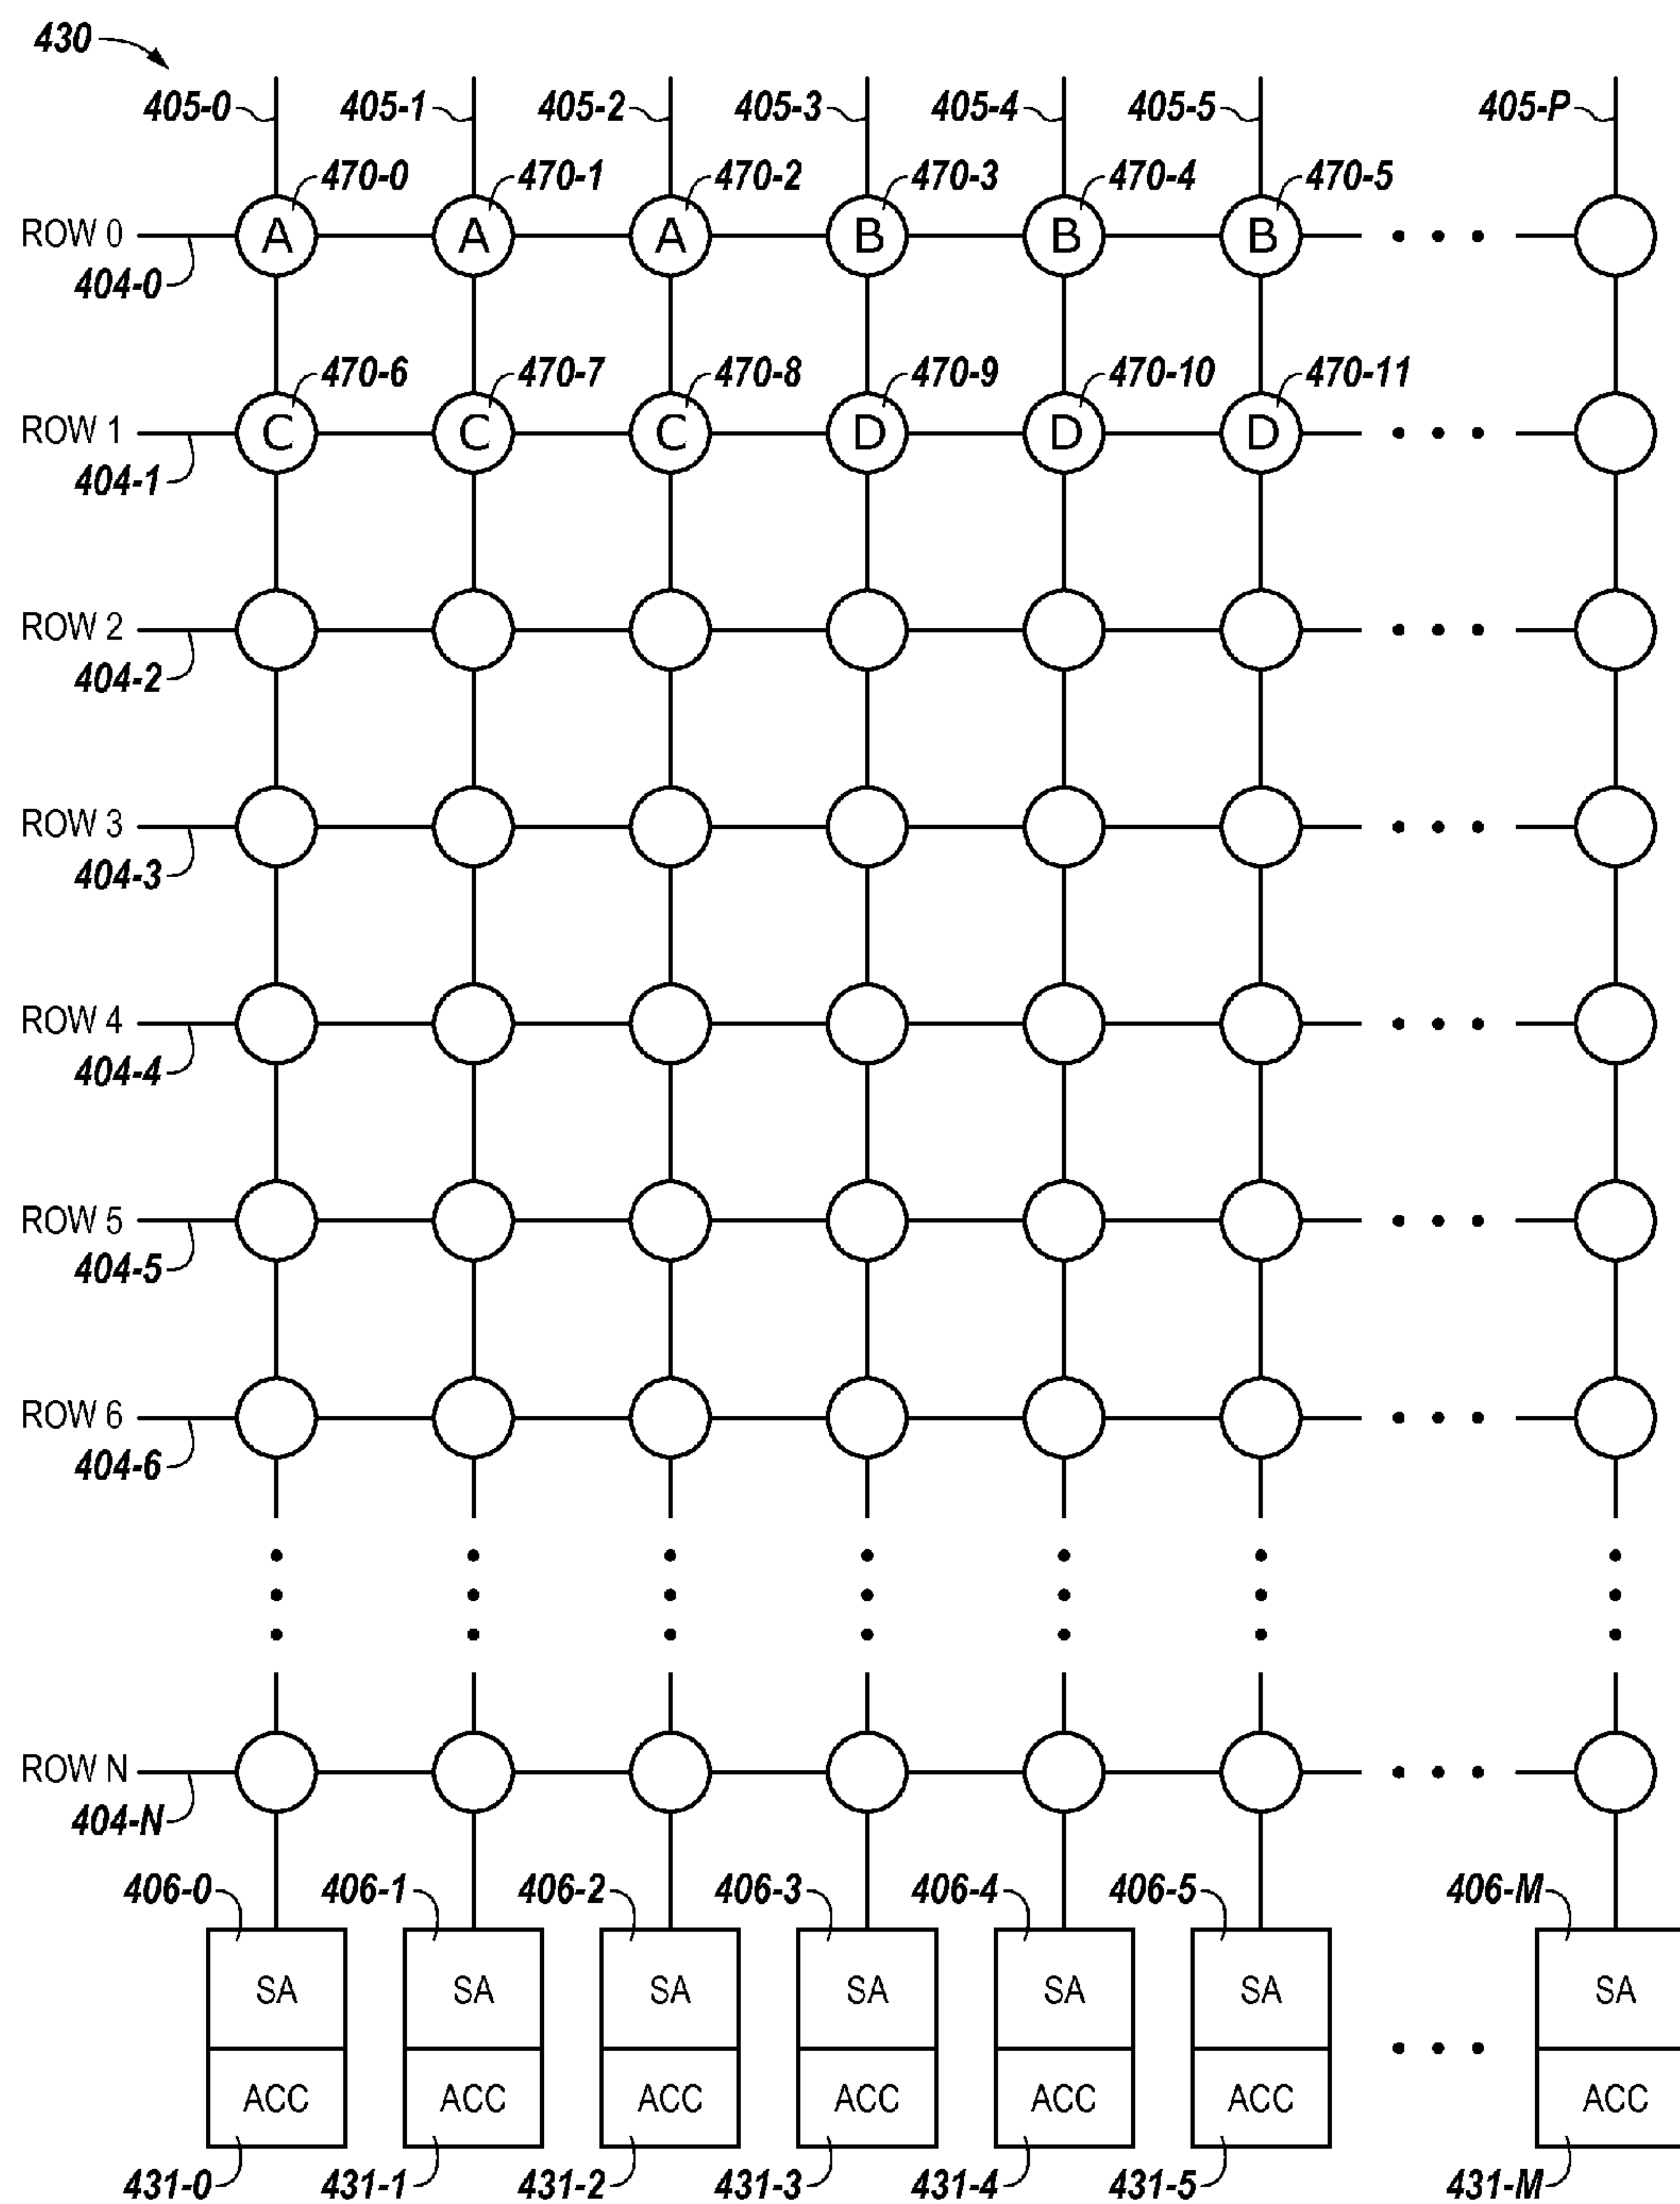 430
405-0 405-1 405-2 405-3 405-4 405-5 405-P
470-0 470-1 470-2 470-3 470-4 470-5
ROW 0 A A A B B B
404-0
470-6 470-7 470-8 470-9 470-10 470-11
ROW 1 C C C D D D
404-1
ROW 2
404-2
ROW 3
404-3
ROW 4
404-4
ROW 5
404-5
ROW 6
404-6
ROW N
404-N
406-0 406-1 406-2 406-3 406-4 406-5 406-M
SA SA SA SA SA SA SA
ACC ACC ACC ACC ACC ACC ACC
431-0 431-1 431-2 431-3 431-4 431-5 431-M